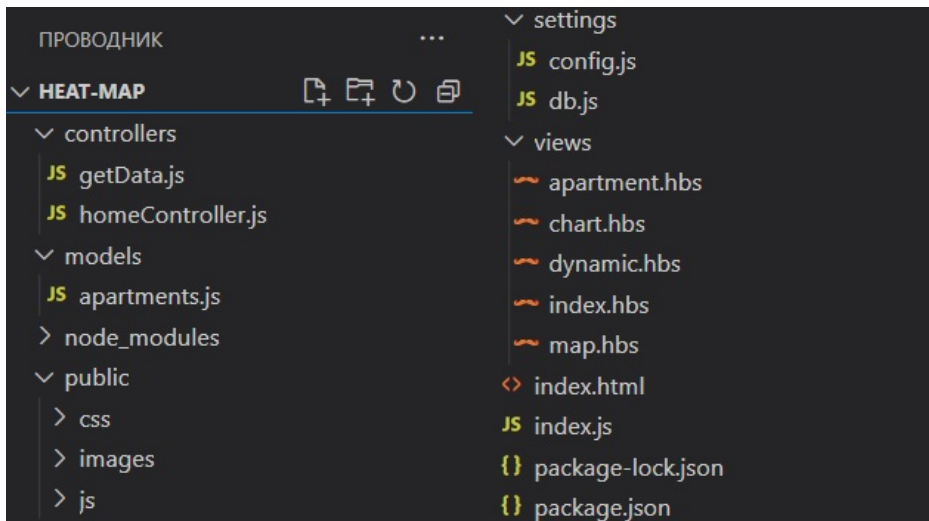 ПРОВОДНИК
...
HEAT-MAP
controllers
JS getData.js
JS homeController.js
models
JS apartments.js
node_modules
public
css
images
js
settings
JS config.js
JS db.js
views
apartment.hbs
chart.hbs
dynamic.hbs
index.hbs
map.hbs
<> index.html
JS index.js
{} package-lock.json
{} package.json